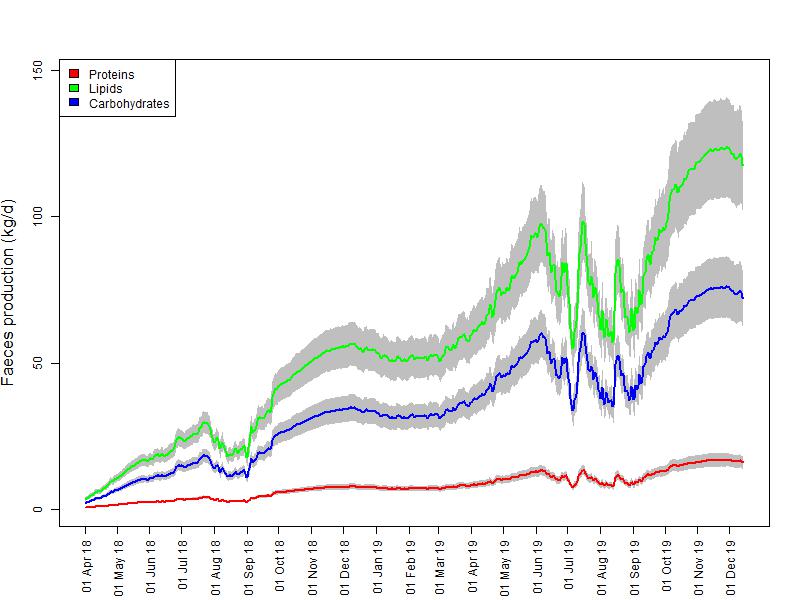 Faeces production (kg/d)
150
100
50
0
Proteins
Lipids
Carbohydrates
01 Apr 18
01 May 18
01 Jun 18
01 Jul 18
01 Aug 18
01 Sep 18
01 Oct 18
01 Nov 18
01 Dec 18
01 Jan 19
01 Feb 19
01 Mar 19
01 Apr 19
01 May 19
01 Jun 19
01 Jul 19
01 Aug 19
01 Sep 19
01 Oct 19
01 Nov 19
01 Dec 19